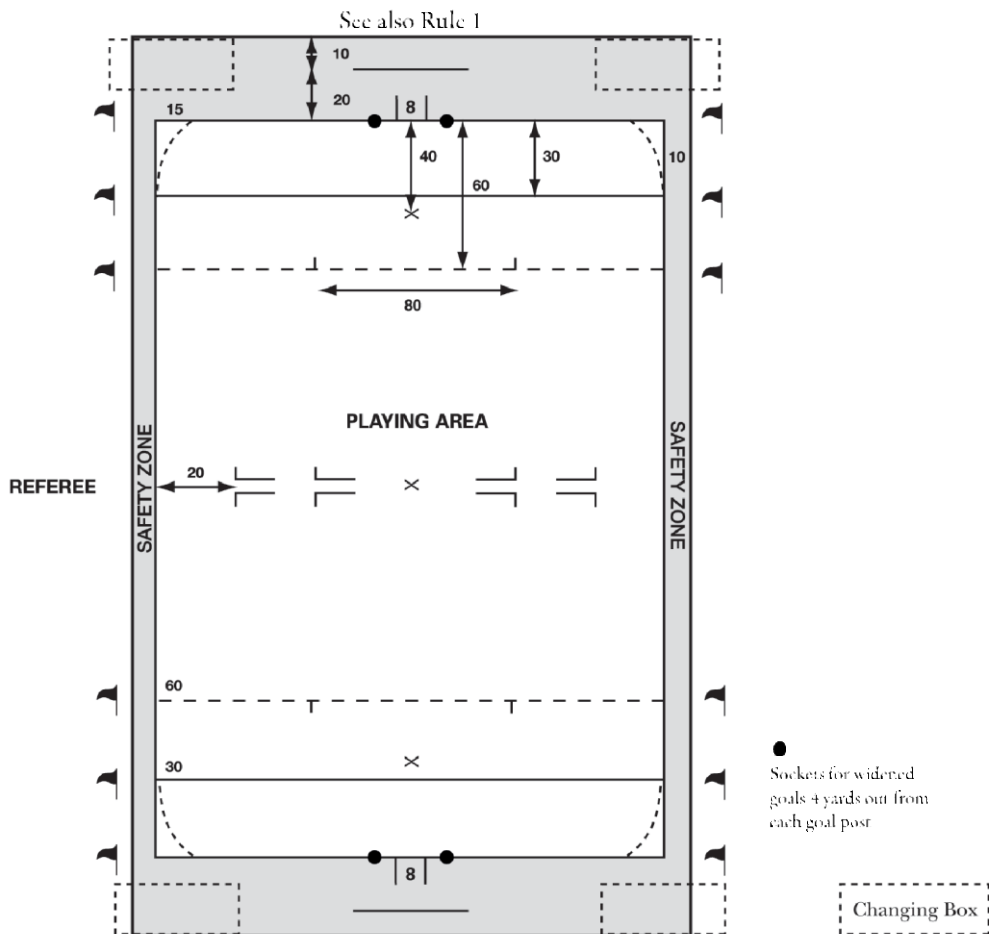 See also Rule 1
10
20
8
15
40
30
10
60
80
PLAYING AREA
SAFETY ZONE
20
REFEREE
SAFETY ZONE
60
30
8
Sockets for widened
goals 4 yards out from
each goal post
Changing Box